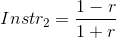 Instr_2 = \frac{1-r}{1+r}